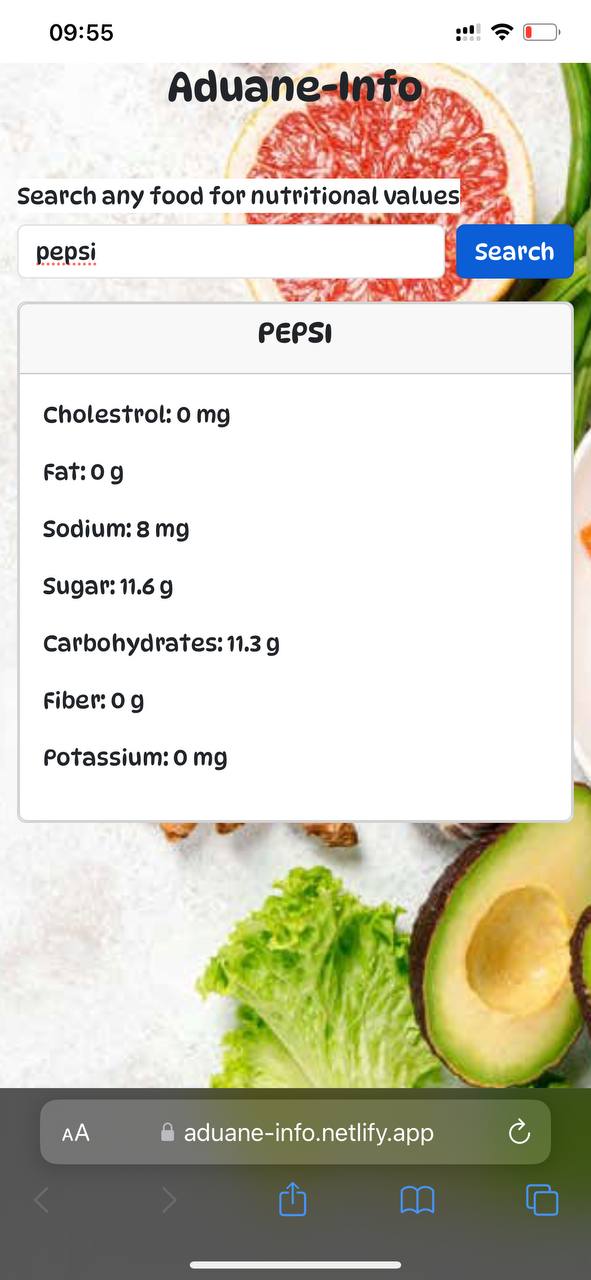 09:55
Aduane-Info
Search any food for nutritional values
pepsi
Search
PEPSI
Cholestrol: 0 mg
Fat: 0 g
Sodium: 8 mg
Sugar: 11.6 g
Carbohydrates: 11.3 g
Fiber: 0 g
Potassium: 0 mg
AA
aduane-info.netlify.app